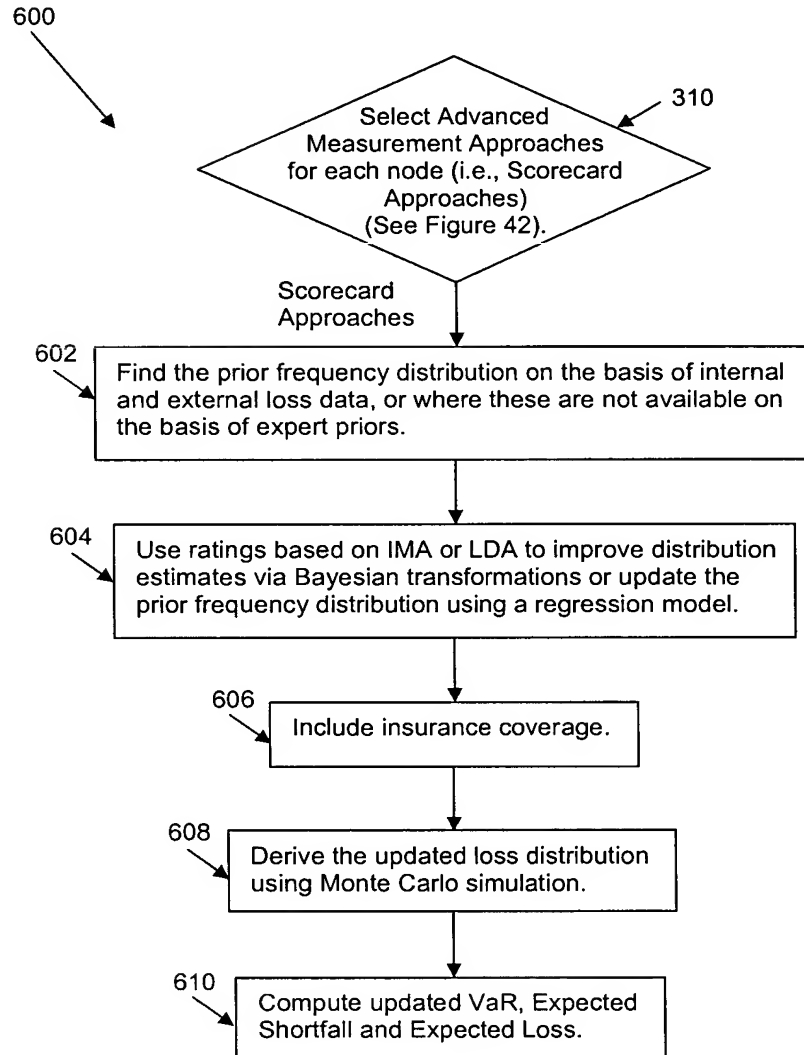 600
310
Select Advanced
Measurement Approaches
for each node (i.e., Scorecard
Approaches)
(See Figure 42).
Scorecard
Approaches
602
Find the prior frequency distribution on the basis of internal
and external loss data, or where these are not available on
the basis of expert priors.
604
Use ratings based on IMA or LDA to improve distribution
estimates via Bayesian transformations or update the
prior frequency distribution using a regression model.
606
Include insurance coverage.
608
Derive the updated loss distribution
using Monte Carlo simulation.
610
Compute updated VaR, Expected
Shortfall and Expected Loss.